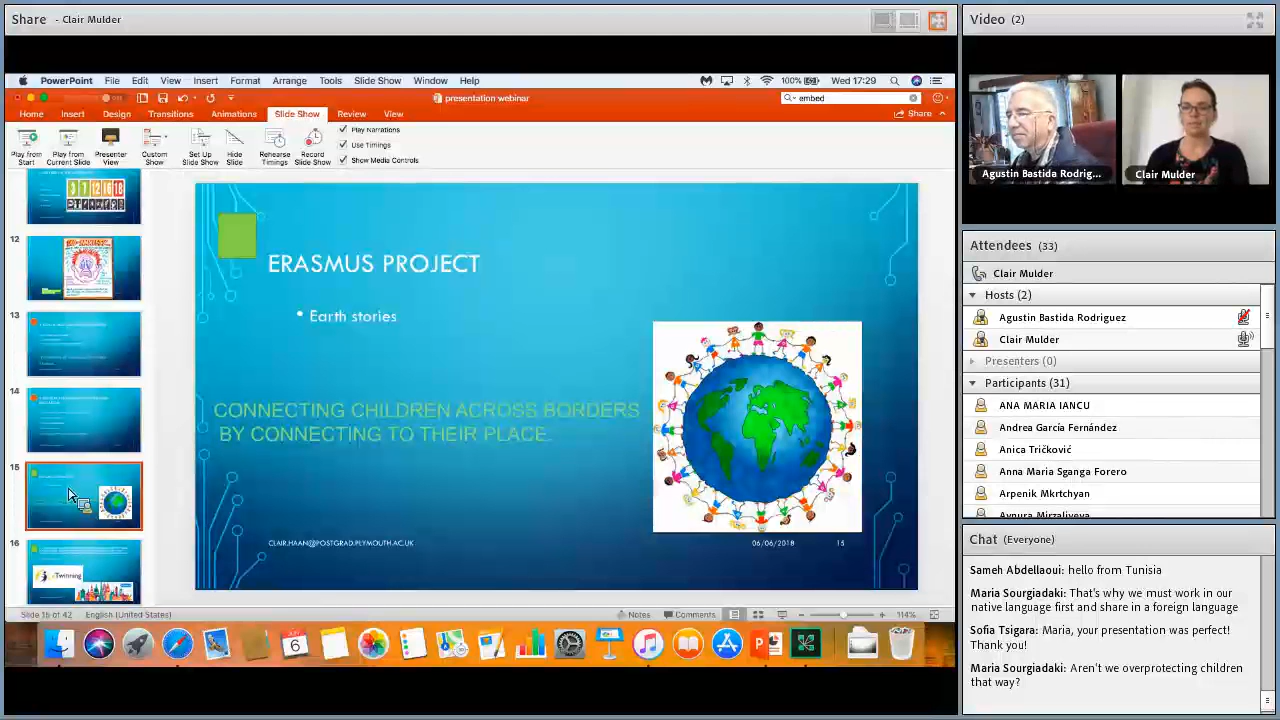 Share - Clair Mulder
PowerPoint File Edit View Insert Format Arrange Tools Slide Show Window Help
100% Wed 17:29
presentation webinar
embed
Home Insert Design Transitions Animations Slide Show Review View
Share
Play from Start
Play from Current Slide
Presenter View
Custom Show
Set Up Slide Show
Hide Slide
Rehearse Timings
Record Slide Show
Play Narrations
Use Timings
Show Media Controls
12
13
14
15
16
eTwinning
ERASMUS PROJECT
• Earth stories
CONNECTING CHILDREN ACROSS BORDERS
BY CONNECTING TO THEIR PLACE.
CLAIR.HAAN@POSTGRAD.PLYMOUTH.AC.UK
06/06/2018
15
Slide 15 of 42 English (United States)
Notes Comments
114%
6
Video (2)
Agustin Bastida Rodrig...
Clair Mulder
Attendees (33)
Clair Mulder
Hosts (2)
Agustin Bastida Rodriguez
Clair Mulder
Presenters (0)
Participants (31)
ANA MARIA IANCU
Andrea García Fernández
Anica Tričković
Anna Maria Sganga Forero
Arpenik Mkrtchyan
Aynura Mirzaliyeva
Chat (Everyone)
Sameh Abdellaoui: hello from Tunisia
Maria Sourgiadaki: That's why we must work in our
native language first and share in a foreign language
Sofia Tsigara: Maria, your presentation was perfect!
Thank you!
Maria Sourgiadaki: Aren't we overprotecting children
that way?